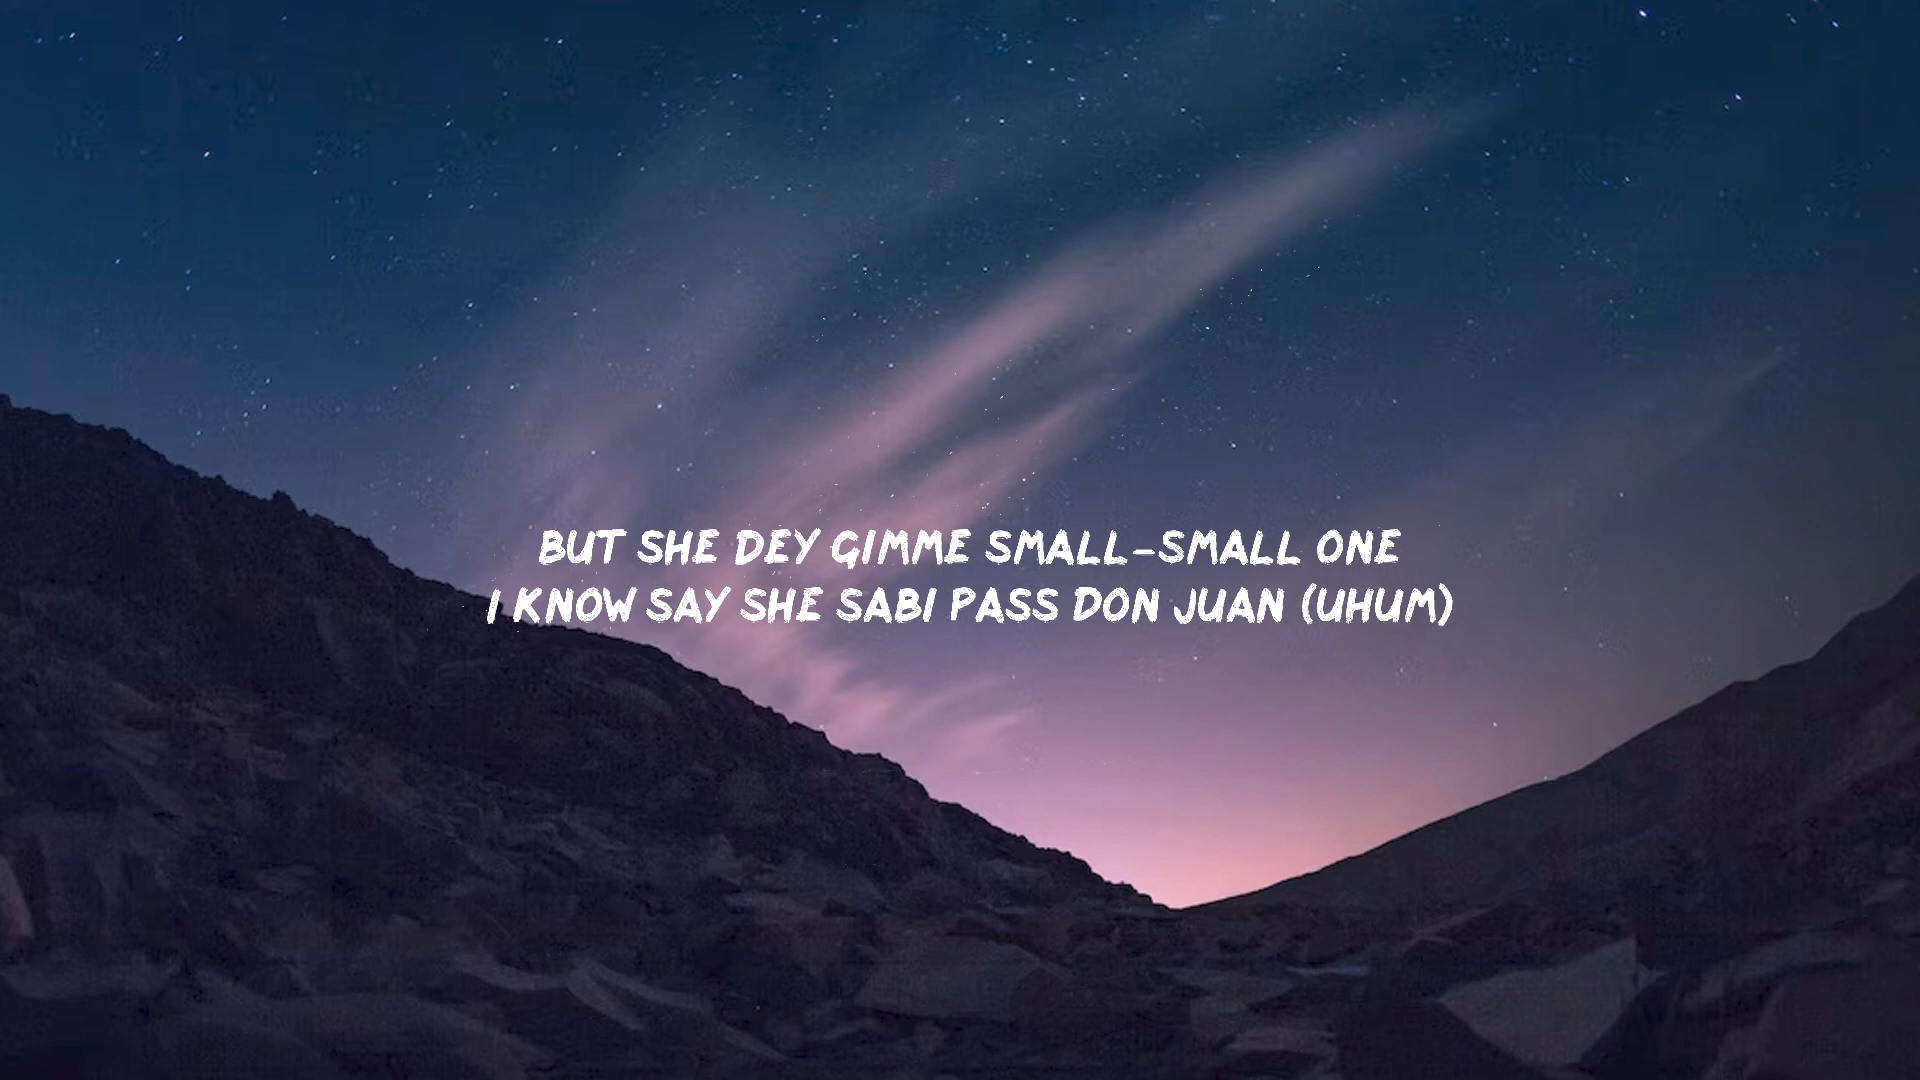 BUT SHE DEY GIMME SMALL-SMALL ONE
I KNOW SAY SHE SABI PASS DON JUAN (UHUM)